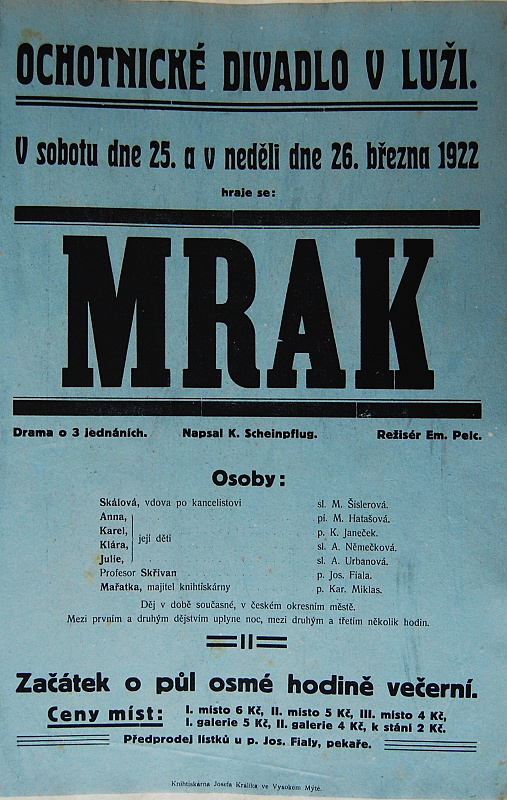 OCHOTNICKÉ DIVADLO V LUŽI.
V sobotu dne 25. a v neděli dne 26. března 1922
hraje se:
MRAK
Drama o 3 jednáních. Napsal K. Scheinpflug. Režisér Em. Pelc.
Osoby:
Skálová, vdova po kancelistovi sl. M. Šislerová.
Anna, pí. M. Hatašová.
Karel, p. K. Janeček.
její děti
Klára, sl. A. Němečková.
Julie, sl. A. Urbanová.
Profesor Skřivan p. Jos. Fiala.
Mařatka, majitel knihtiskárny p. Kar. Miklas.
Děj v době současné, v českém okresním městě.
Mezi prvním a druhým dějstvím uplyne noc, mezi druhým a třetím několik hodin.
Začátek o půl osmé hodině večerní.
Ceny míst: I. místo 6 Kč, II. místo 5 Kč, III. místo 4 Kč,
I. galerie 5 Kč, II. galerie 4 Kč, k stání 2 Kč.
Předprodej lístků u p. Jos. Fialy, pekaře.
Knihtiskárna Josefa Králíka ve Vysokém Mýtě.